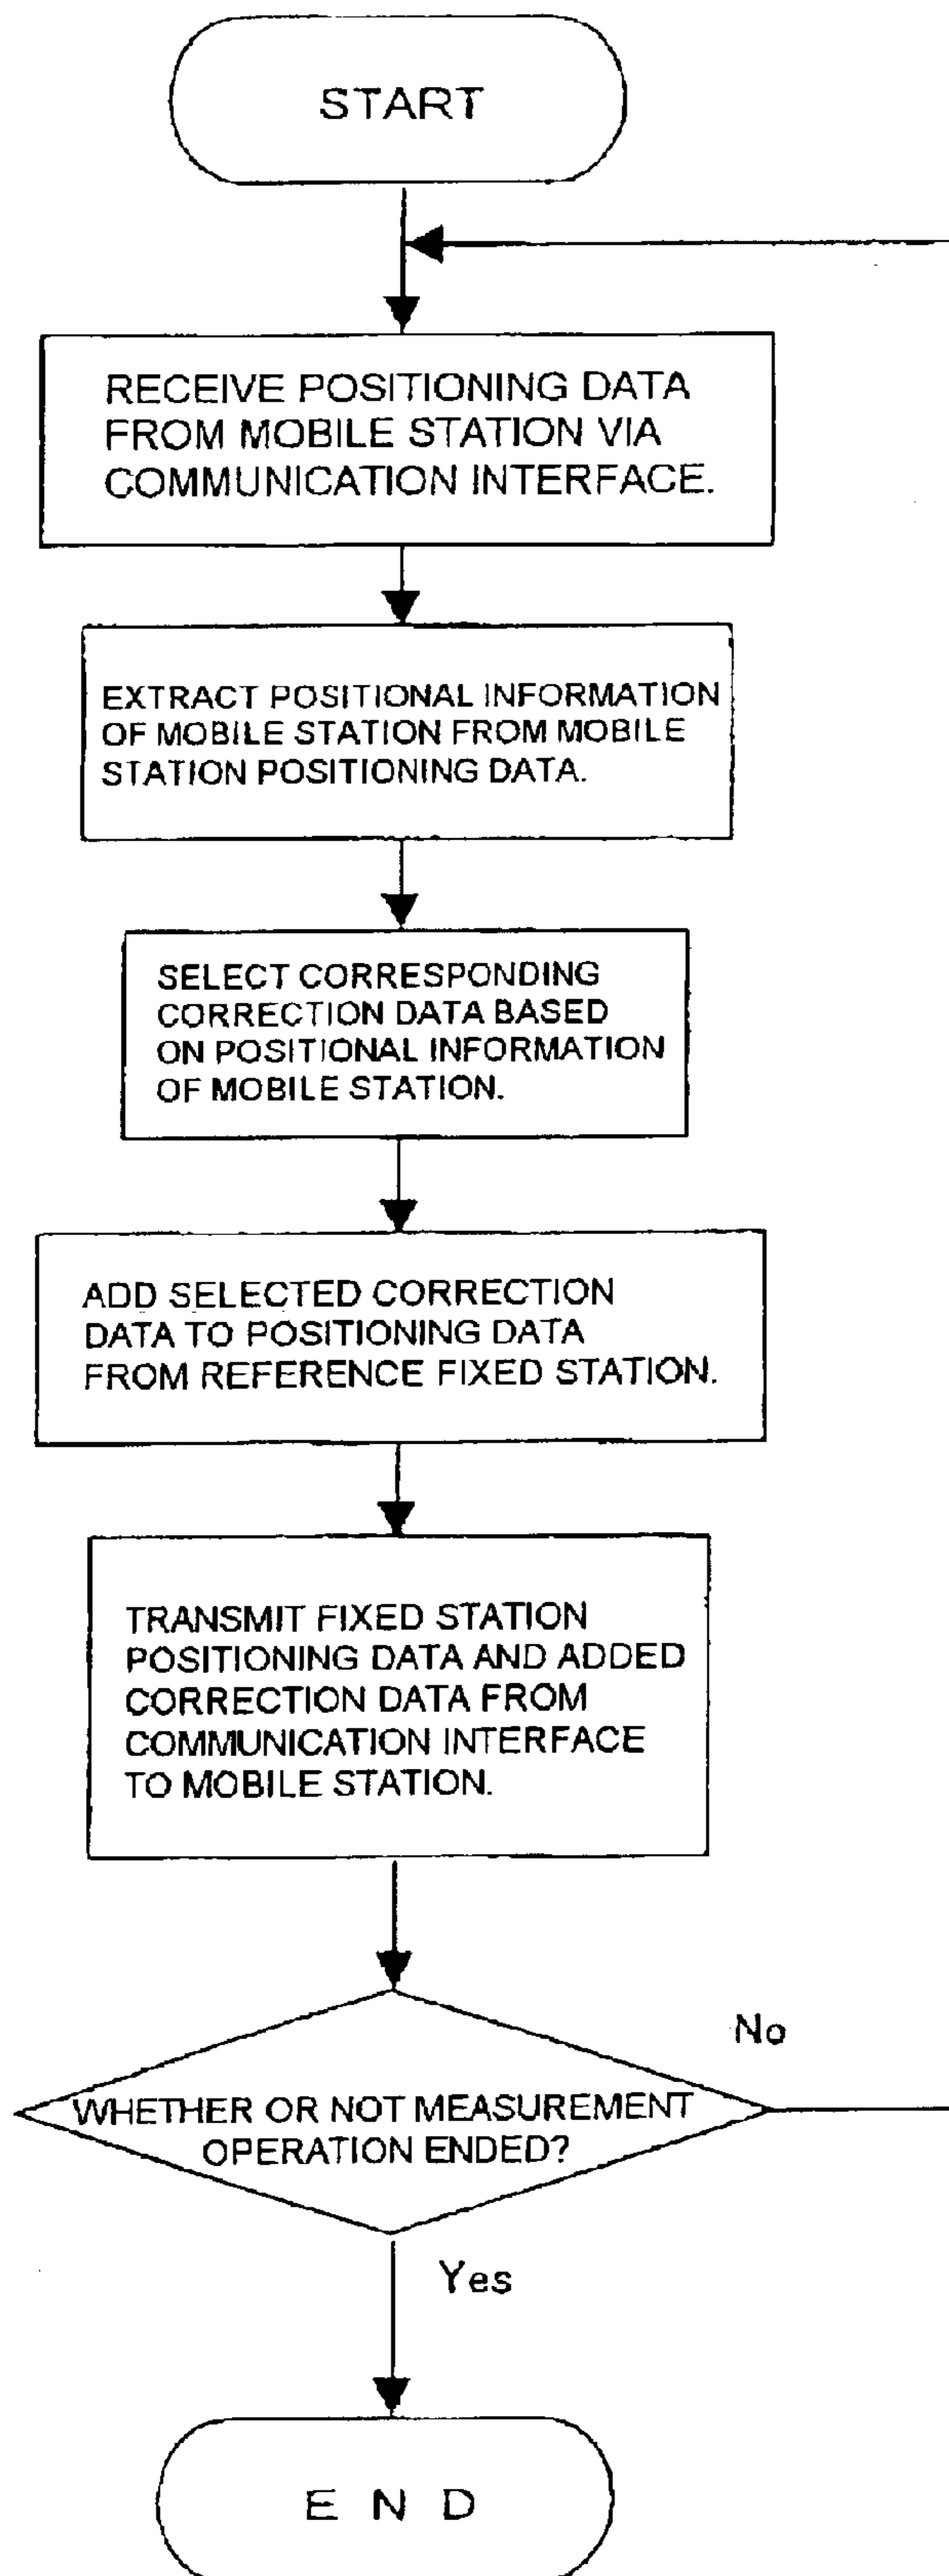 START
RECEIVE POSITIONING DATA
FROM MOBILE STATION VIA
COMMUNICATION INTERFACE.
EXTRACT POSITIONAL INFORMATION
OF MOBILE STATION FROM MOBILE
STATION POSITIONING DATA.
SELECT CORRESPONDING
CORRECTION DATA BASED
ON POSITIONAL INFORMATION
OF MOBILE STATION.
ADD SELECTED CORRECTION
DATA TO POSITIONING DATA
FROM REFERENCE FIXED STATION.
TRANSMIT FIXED STATION
POSITIONING DATA AND ADDED
CORRECTION DATA FROM
COMMUNICATION INTERFACE
TO MOBILE STATION.
No
WHETHER OR NOT MEASUREMENT
OPERATION ENDED?
Yes
E N D